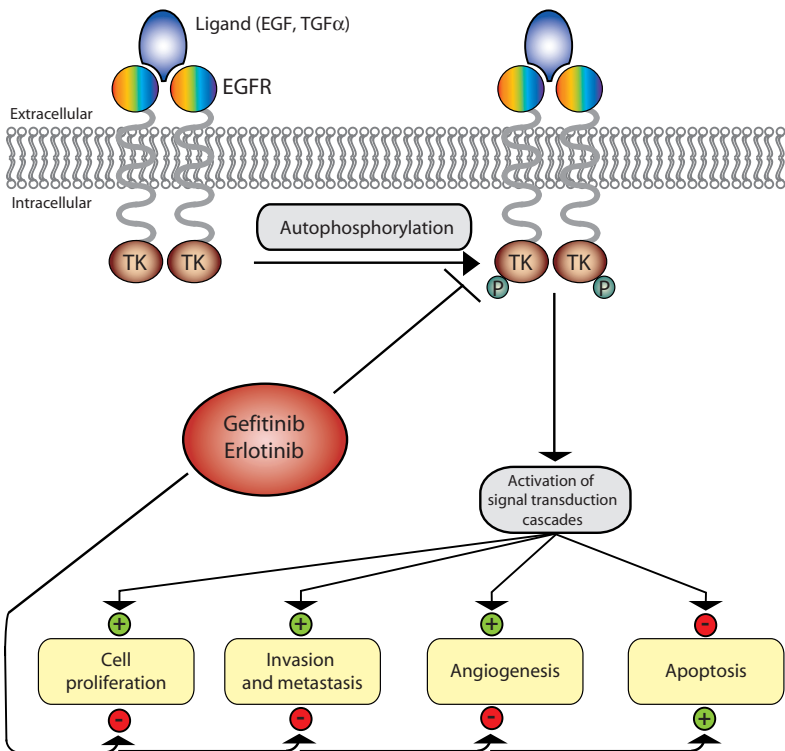 Ligand (EGF, TGFα)
EGFR
Extracellular
Intracellular
Autophosphorylation
TK
TK
TK
TK
P
P
Gefitinib
Erlotinib
Activation of
signal transduction
cascades
+
+
+
-
Cell
proliferation
Invasion
and metastasis
Angiogenesis
Apoptosis
-
-
-
+